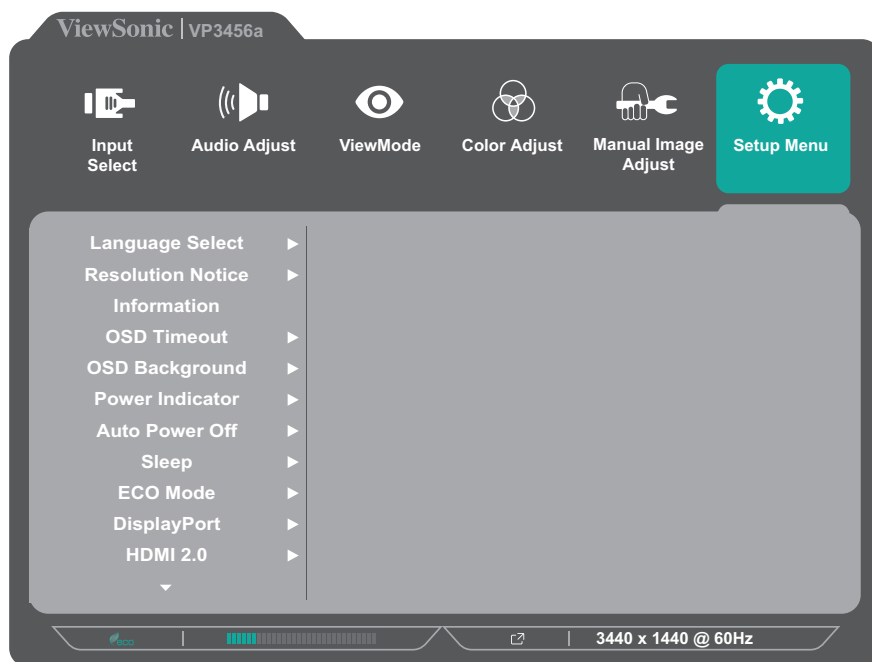 ViewSonic | VP3456a
Input
Select
Audio Adjust
ViewMode
Color Adjust
Manual Image
Adjust
Setup Menu
Language Select
Resolution Notice
Information
OSD Timeout
OSD Background
Power Indicator
Auto Power Off
Sleep
ECO Mode
DisplayPort
HDMI 2.0
eco
3440 x 1440 @ 60Hz